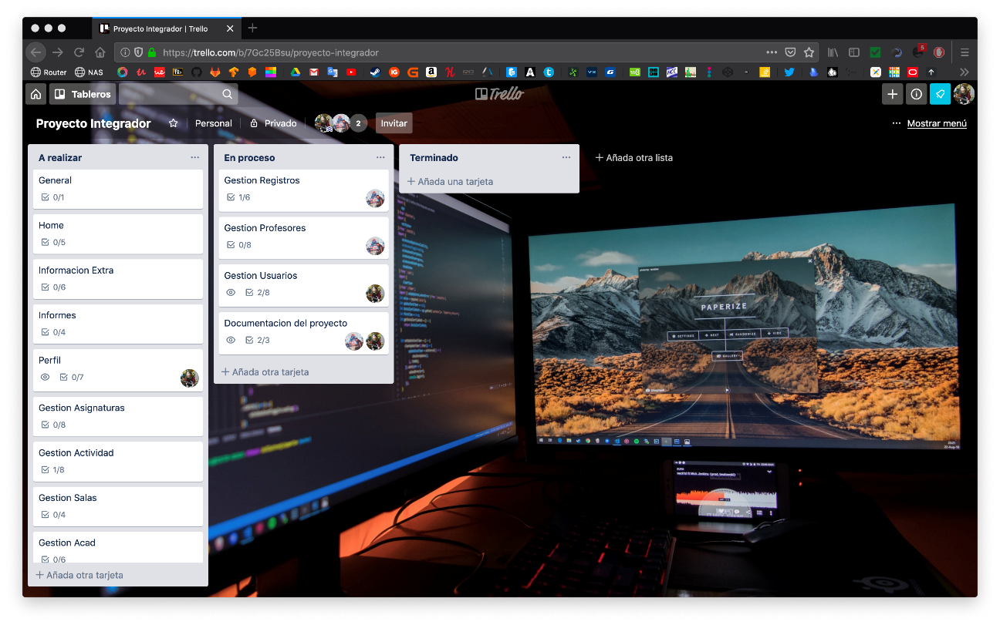 Proyecto Integrador | Trello
https://trello.com/b/7Gc25Bsu/proyecto-integrador
5
Router
NAS
Tableros
Trello
Proyecto Integrador
Personal
Privado
2
Invitar
Mostrar menú
A realizar
General
0/1
Home
0/5
Informacion Extra
0/6
Informes
0/4
Perfil
0/7
Gestion Asignaturas
0/8
Gestion Actividad
1/8
Gestion Salas
0/4
Gestion Acad
0/6
Añada otra tarjeta
En proceso
Gestion Registros
1/6
Gestion Profesores
0/8
Gestion Usuarios
2/8
Documentacion del proyecto
2/3
Añada otra tarjeta
Terminado
Añada una tarjeta
Añada otra lista
PAPERIZE
SETTINGS
NEXT
RANDOMIZE
HIDE
GALLERY